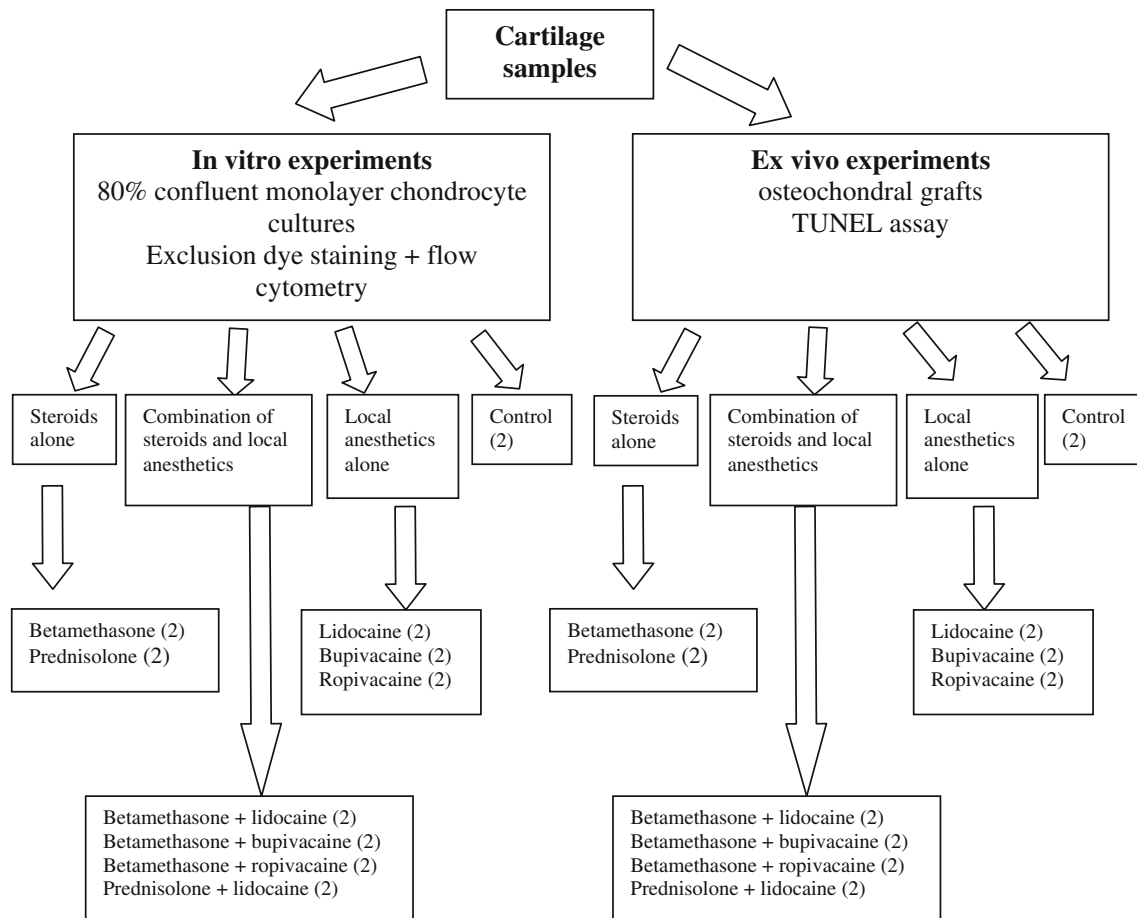 Cartilage
samples
In vitro experiments
80% confluent monolayer chondrocyte
cultures
Exclusion dye staining + flow
cytometry
Ex vivo experiments
osteochondral grafts
TUNEL assay
Steroids
alone
Combination of
steroids and local
anesthetics
Local
anesthetics
alone
Control
(2)
Steroids
alone
Combination of
steroids and local
anesthetics
Local
anesthetics
alone
Control
(2)
Betamethasone (2)
Prednisolone (2)
Lidocaine (2)
Bupivacaine (2)
Ropivacaine (2)
Betamethasone (2)
Prednisolone (2)
Lidocaine (2)
Bupivacaine (2)
Ropivacaine (2)
Betamethasone + lidocaine (2)
Betamethasone + bupivacaine (2)
Betamethasone + ropivacaine (2)
Prednisolone + lidocaine (2)
Betamethasone + lidocaine (2)
Betamethasone + bupivacaine (2)
Betamethasone + ropivacaine (2)
Prednisolone + lidocaine (2)